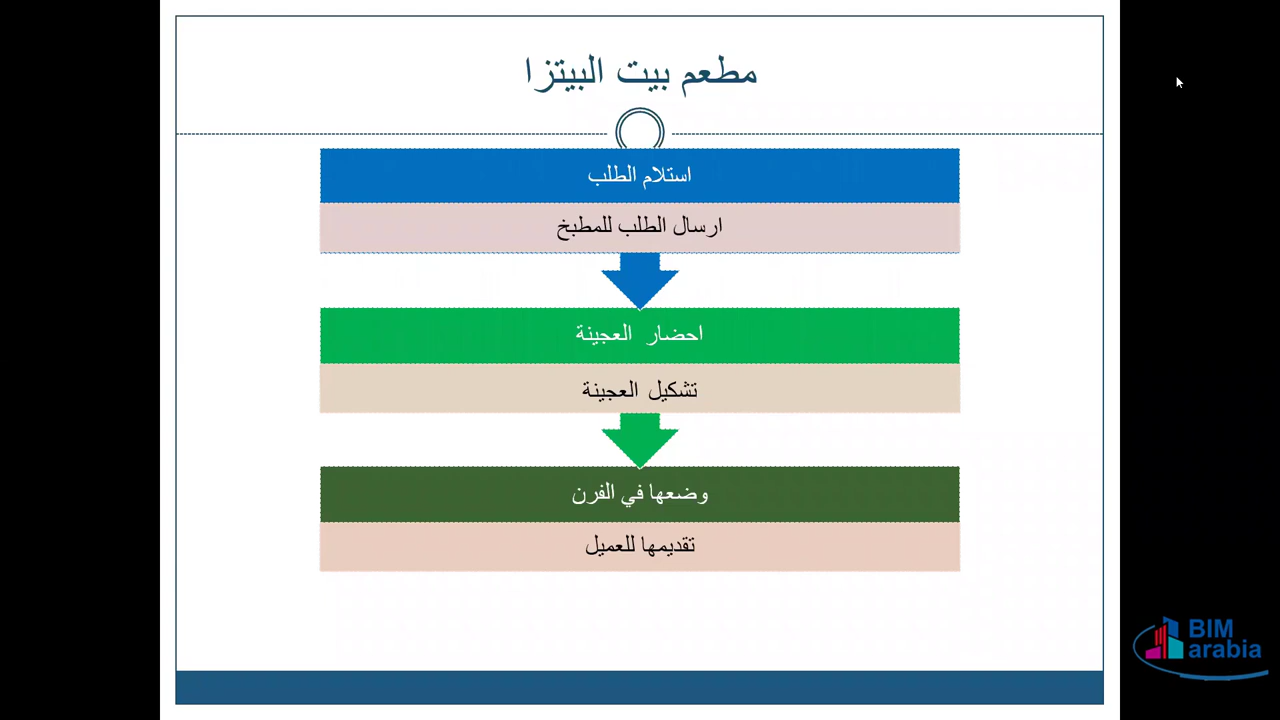 مطعم بيت البيتزا
استلام الطلب
ارسال الطلب للمطبخ
احضار العجينة
تشكيل العجينة
وضعها في الفرن
تقديمها للعميل
BIM
arabia